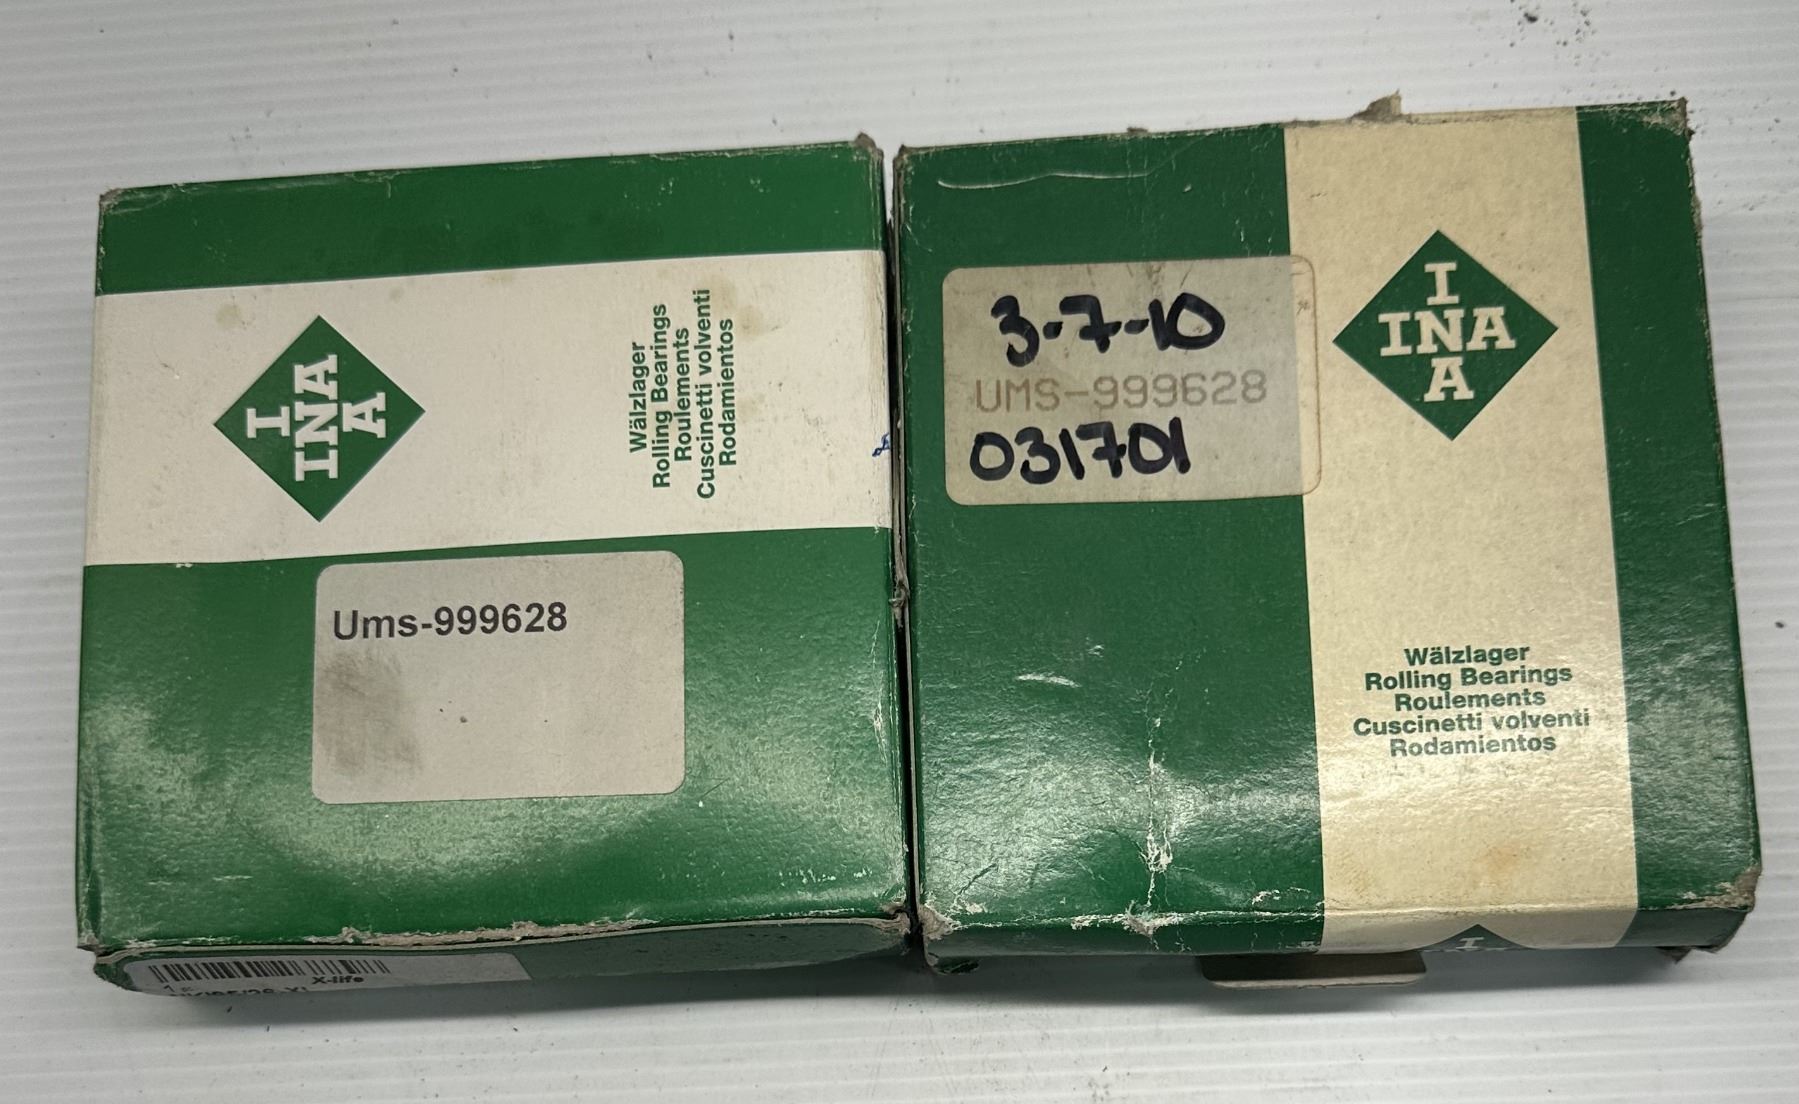 I
INA
A
Wälzlager
Rolling Bearings
Roulements
Cuscinetti volventi
Rodamientos
Ums-999628
X-life
3-7-10
UMS-999628
031701
I
INA
A
Wälzlager
Rolling Bearings
Roulements
Cuscinetti volventi
Rodamientos
I